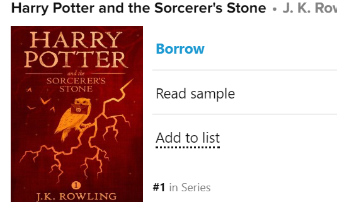 Harry Potter and the Sorcerer's Stone • J. K. Row
HARRY
POTTER
and the
SORCERER'S
STONE
1
J.K. ROWLING
Borrow
Read sample
Add to list
#1 in Series